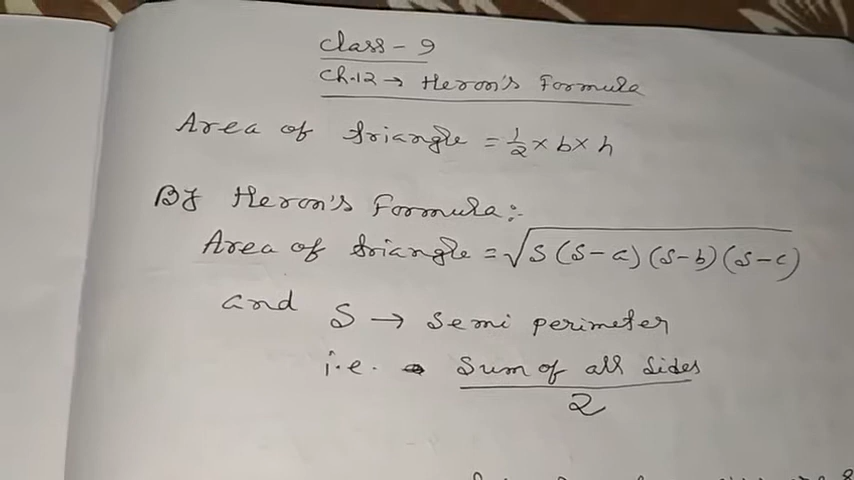 Class - 9
Ch.12 → Heron's Formula
Area of triangle = 1/2 × b × h
By Heron's Formula :-
Area of triangle = √S(S-a)(S-b)(S-c)
and S → Semi perimeter
i.e. Sum of all sides
2